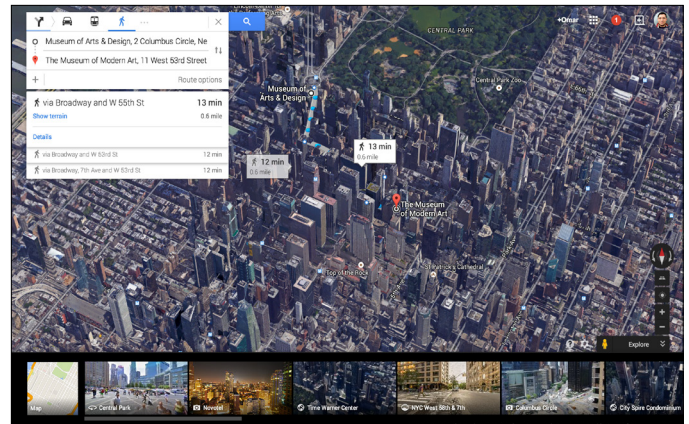 Museum of Arts & Design, 2 Columbus Circle, Ne
The Museum of Modern Art, 11 West 53rd Street
Route options
via Broadway and W 55th St
13 min
Show terrain
0.6 mile
Details
via Broadway and W 53rd St
12 min
via Broadway, 7th Ave and W 53rd St
12 min
+Omar
1
CENTRAL PARK
Central Park Zoo
Museum of
Arts & Design
13 min
0.6 mile
12 min
0.6 mile
The Museum
of Modern Art
Top of the Rock
St Patrick's Cathedral
Explore
Map
Central Park
Novotel
Time Warner Center
NYC West 58th & 7th
Columbus Circle
City Spire Condominium